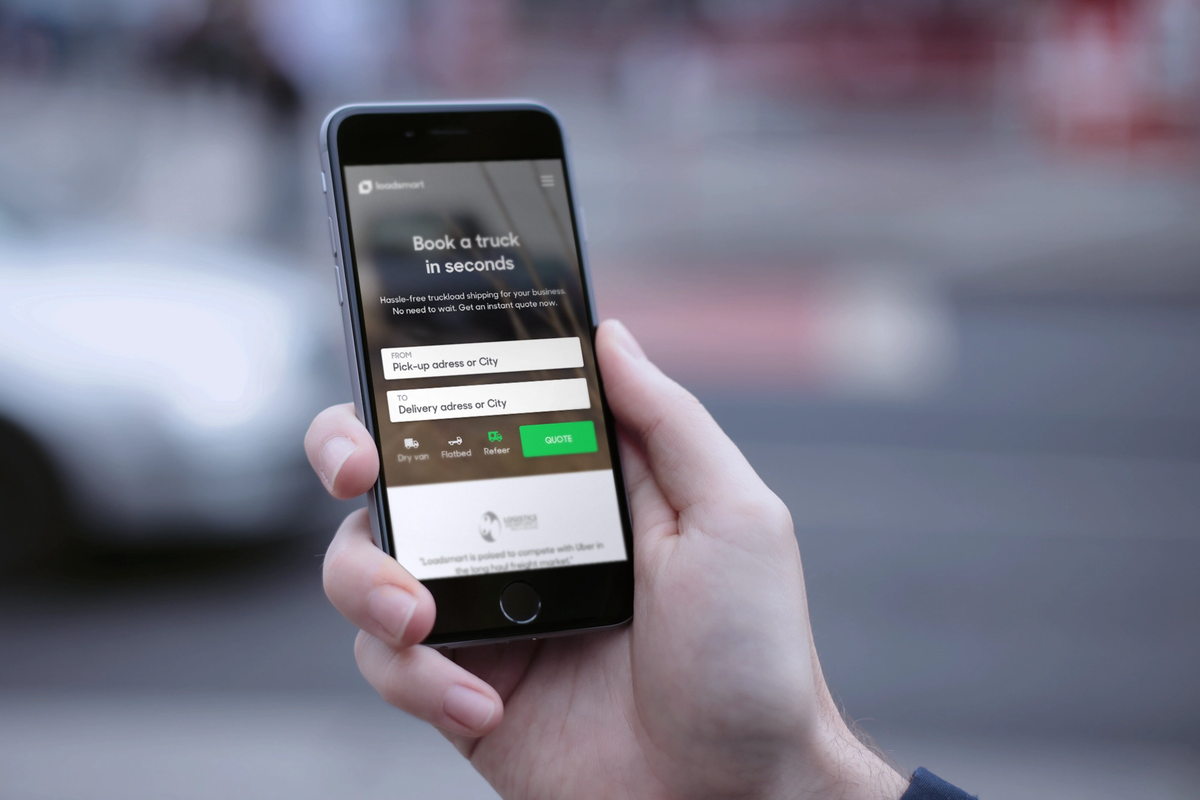 loadsmart
Book a truck
in seconds
Hassle-free truckload shipping for your business.
No need to wait. Get an instant quote now.
FROM
Pick-up adress or City
TO
Delivery adress or City
Dry van
Flatbed
Refeer
QUOTE
LOGISTICS
"Loadsmart is poised to compete with Uber in
the long haul freight market."